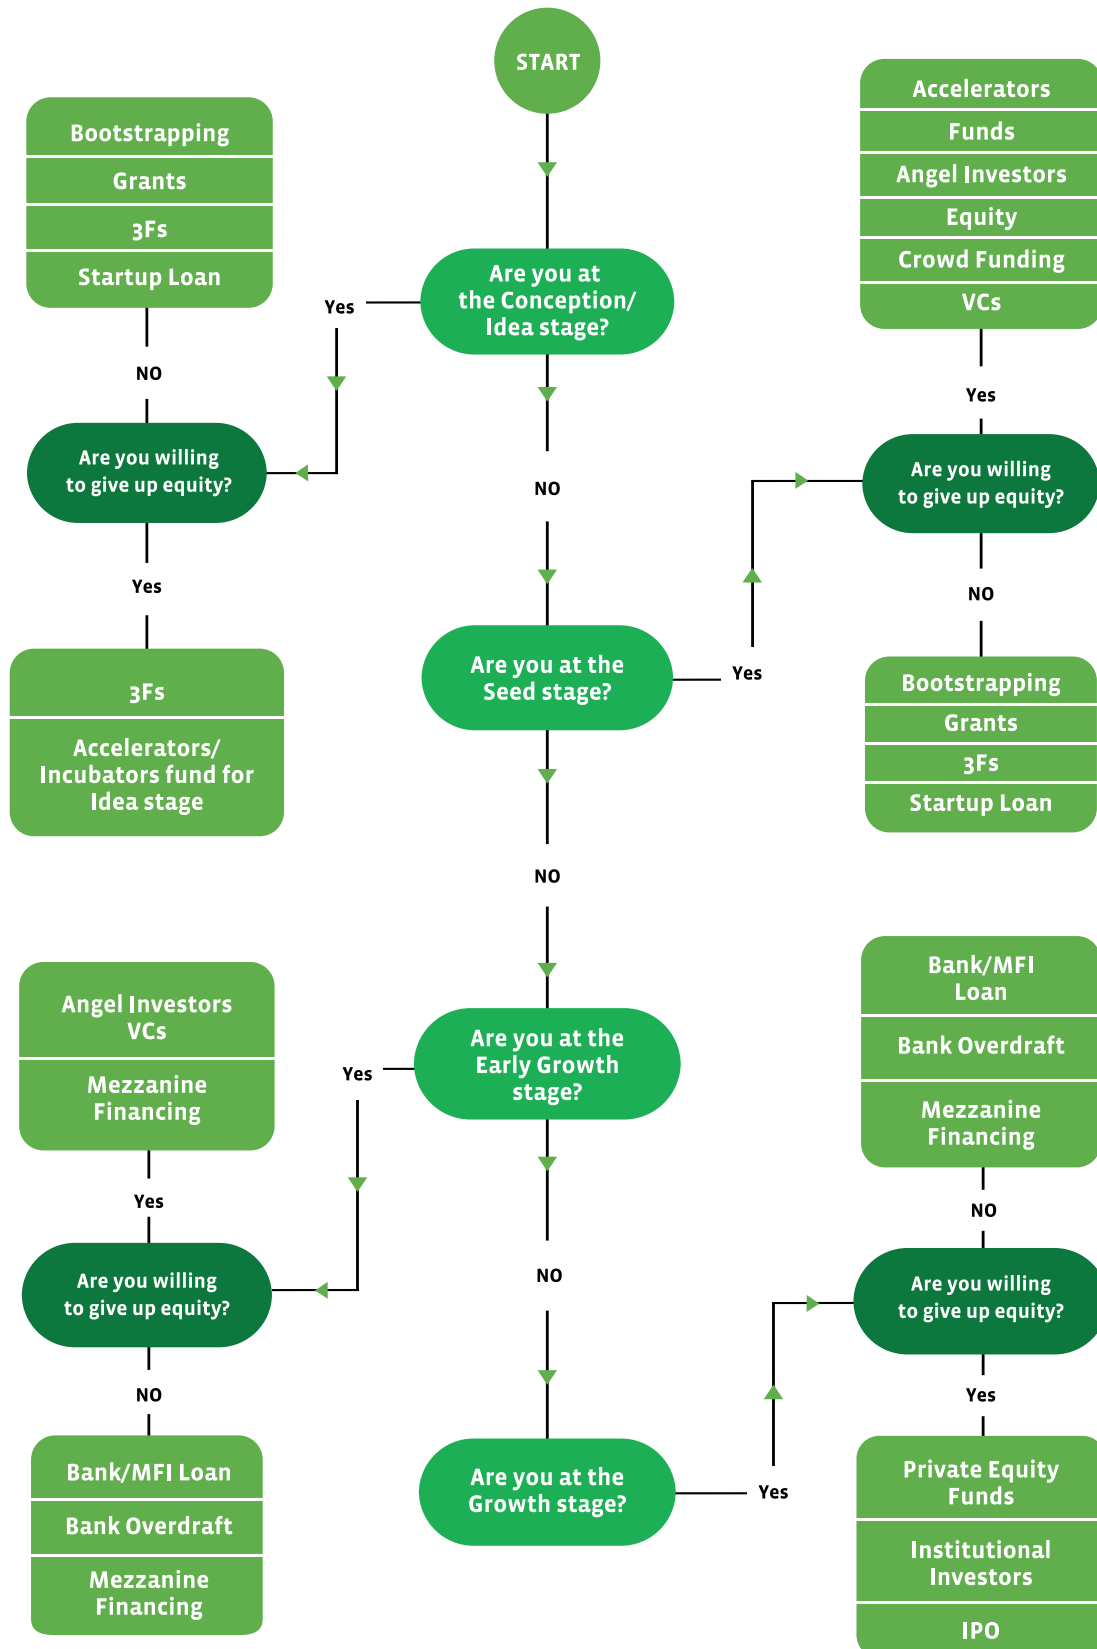 START
Accelerators
Funds
Angel Investors
Equity
Crowd Funding
VCs
Bootstrapping
Grants
3Fs
Startup Loan
Are you at
the Conception/
Idea stage?
Yes
NO
Are you willing
to give up equity?
Yes
3Fs
Accelerators/
Incubators fund for
Idea stage
NO
Yes
Are you willing
to give up equity?
NO
Bootstrapping
Grants
3Fs
Startup Loan
Are you at the
Seed stage?
Yes
NO
Angel Investors
VCs
Mezzanine
Financing
Yes
Are you willing
to give up equity?
NO
Bank/MFI Loan
Bank Overdraft
Mezzanine
Financing
Are you at the
Early Growth
stage?
Yes
NO
Bank/MFI
Loan
Bank Overdraft
Mezzanine
Financing
NO
Are you willing
to give up equity?
Yes
Private Equity
Funds
Institutional
Investors
IPO
Are you at the
Growth stage?
Yes